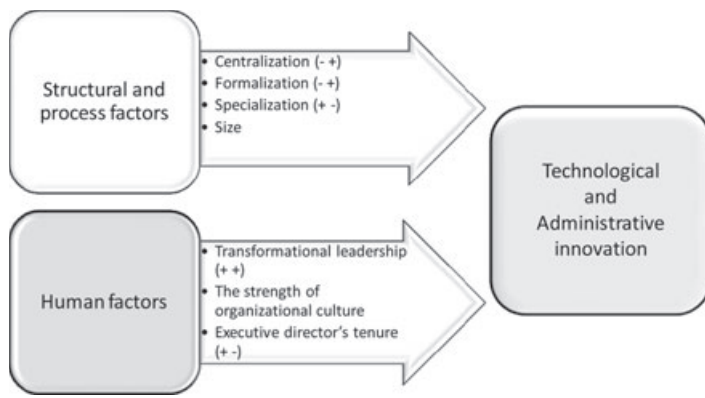 Structural and
process factors
• Centralization (- +)
• Formalization (- +)
• Specialization (+ -)
• Size
Human factors
• Transformational leadership
(+ +)
• The strength of
organizational culture
• Executive director's tenure
(+ -)
Technological
and
Administrative
innovation